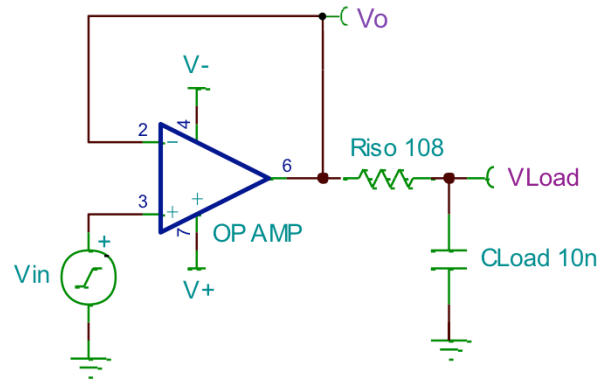 Vo
V-
2
4
−
6
Riso 108
VLoad
3
+
+
7
OP AMP
+
Vin
V+
CLoad 10n